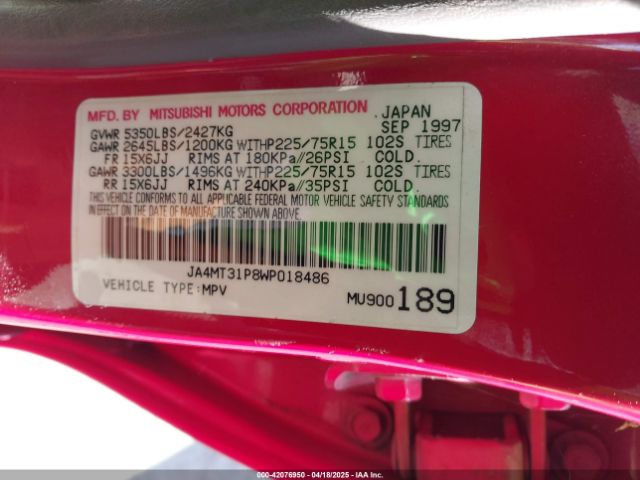 MFD. BY MITSUBISHI MOTORS CORPORATION JAPAN
GVWR 5350LBS/2427KG SEP 1997
GAWR 2645LBS/1200KG WITHP225/75R15 102S TIRES
FR 15X6JJ RIMS AT 180KPa/26PSI COLD.
GAWR 3300LBS/1496KG WITHP225/75R15 102S TIRES
RR 15X6JJ RIMS AT 240KPa/35PSI COLD.
THIS VEHICLE CONFORMS TO ALL APPLICABLE FEDERAL MOTOR VEHICLE SAFETY STANDARDS
IN EFFECT ON THE DATE OF MANUFACTURE SHOWN ABOVE.
JA4MT31P8WP018486
VEHICLE TYPE:MPV MU900 189
000-42076950 - 04/18/2025 - IAA Inc.